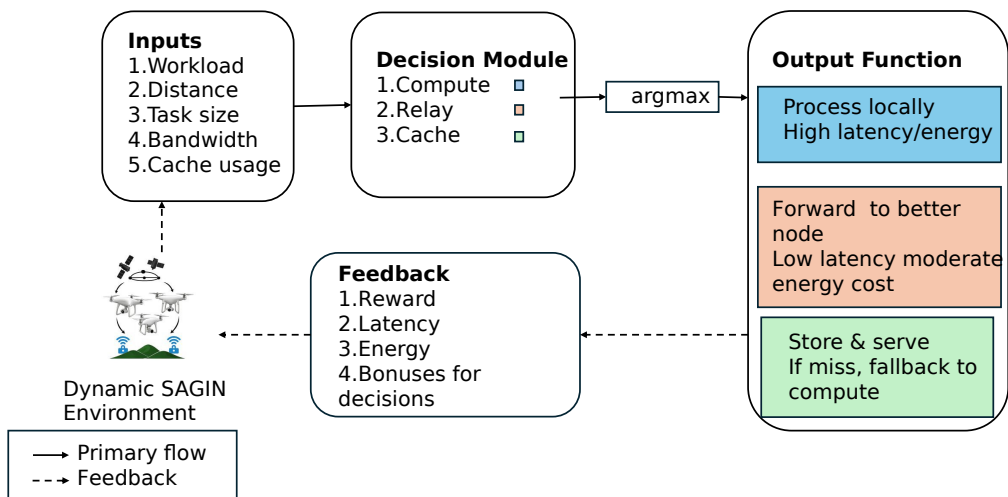 Inputs
1.Workload
2.Distance
3.Task size
4.Bandwidth
5.Cache usage
Decision Module
1.Compute
2.Relay
3.Cache
argmax
Output Function
Process locally
High latency/energy
Forward  to better
node
Low latency moderate
energy cost
Store & serve
If miss, fallback to
compute
Feedback
1.Reward
2.Latency
3.Energy
4.Bonuses for
decisions
Dynamic SAGIN
Environment
Primary flow
Feedback